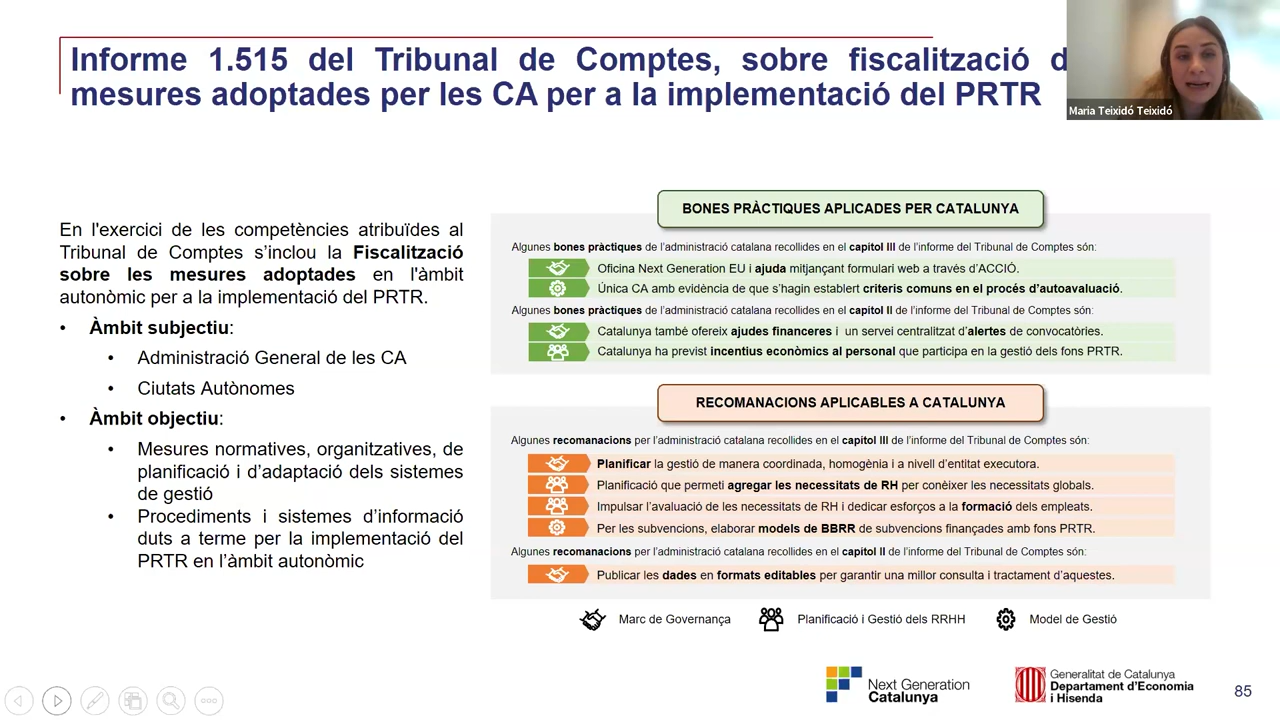 Informe 1.515 del Tribunal de Comptes, sobre fiscalització d
mesures adoptades per les CA per a la implementació del PRTR
Maria Teixidó Teixidó
En l'exercici de les competències atribuïdes al
Tribunal de Comptes s'inclou la Fiscalització
sobre les mesures adoptades en l'àmbit
autonòmic per a la implementació del PRTR.
• Àmbit subjectiu:
• Administració General de les CA
• Ciutats Autònomes
• Àmbit objectiu:
• Mesures normatives, organitzatives, de
planificació i d'adaptació dels sistemes
de gestió
• Procediments i sistemes d'informació
duts a terme per la implementació del
PRTR en l'àmbit autonòmic
BONES PRÀCTIQUES APLICADES PER CATALUNYA
Algunes bones pràctiques de l'administració catalana recollides en el capítol III de l'informe del Tribunal de Comptes són:
Oficina Next Generation EU i ajuda mitjançant formulari web a través d'ACCIÓ.
Única CA amb evidència de que s'hagin establert criteris comuns en el procés d'autoavaluació.
Algunes bones pràctiques de l'administració catalana recollides en el capítol II de l'informe del Tribunal de Comptes són:
Catalunya també ofereix ajudes financeres i un servei centralitzat d'alertes de convocatòries.
Catalunya ha previst incentius econòmics al personal que participa en la gestió dels fons PRTR.
RECOMANACIONS APLICABLES A CATALUNYA
Algunes recomanacions per l'administració catalana recollides en el capítol III de l'informe del Tribunal de Comptes són:
Planificar la gestió de manera coordinada, homogènia i a nivell d'entitat executora.
Planificació que permeti agregar les necessitats de RH per conèixer les necessitats globals.
Impulsar l'avaluació de les necessitats de RH i dedicar esforços a la formació dels empleats.
Per les subvencions, elaborar models de BBRR de subvencions finançades amb fons PRTR.
Algunes recomanacions per l'administració catalana recollides en el capítol II de l'informe del Tribunal de Comptes són:
Publicar les dades en formats editables per garantir una millor consulta i tractament d'aquestes.
Marc de Governança
Planificació i Gestió dels RRHH
Model de Gestió
Next Generation
Catalunya
Generalitat de Catalunya
Departament d'Economia
i Hisenda
85